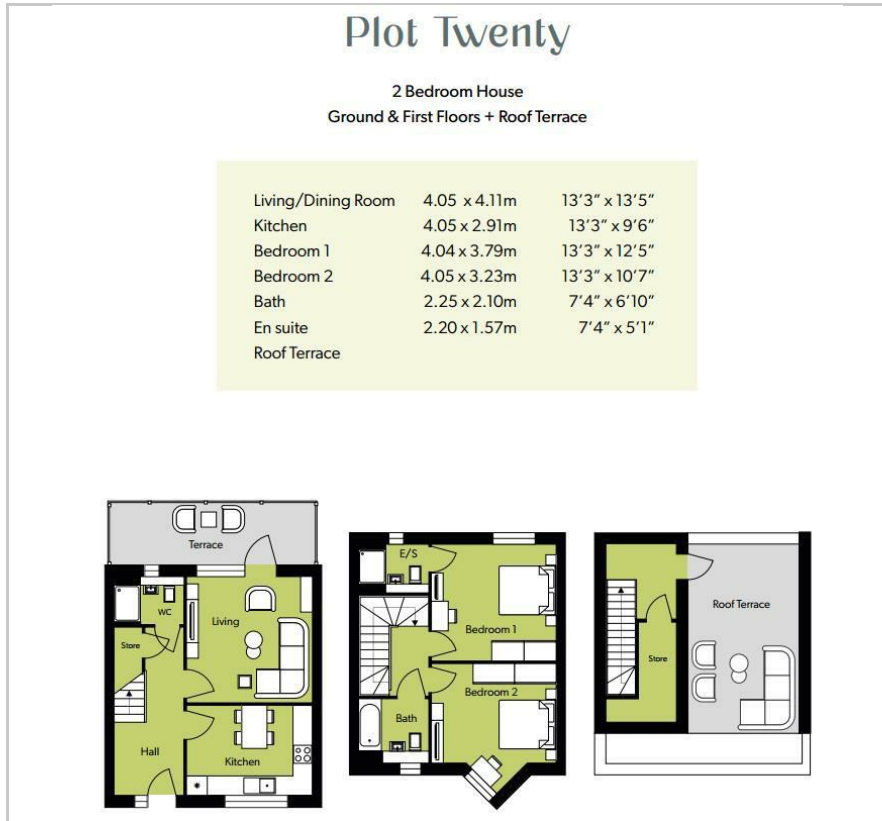 Plot Twenty
2 Bedroom House
Ground & First Floors + Roof Terrace
Living/Dining Room 4.05 x 4.11m 13'3" x 13'5"
Kitchen 4.05 x 2.91m 13'3" x 9'6"
Bedroom 1 4.04 x 3.79m 13'3" x 12'5"
Bedroom 2 4.05 x 3.23m 13'3" x 10'7"
Bath 2.25 x 2.10m 7'4" x 6'10"
En suite 2.20 x 1.57m 7'4" x 5'1"
Roof Terrace
Terrace
WC
Living
Store
Hall
Kitchen
E/S
Bedroom 1
Bedroom 2
Bath
Roof Terrace
Store